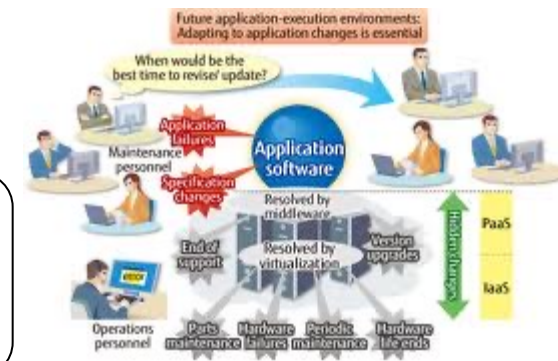 Future application-execution environments:
Adapting to application changes is essential
When would be the
best time to revise/ update?
Application
failures
Maintenance
personnel
Application
software
Specification
changes
Resolved by
middleware
End of
support
Resolved by
virtualization
Version
upgrades
Hidden changes
PaaS
IaaS
Operations
personnel
Parts
maintenance
Hardware
failures
Periodic
maintenance
Hardware
life ends